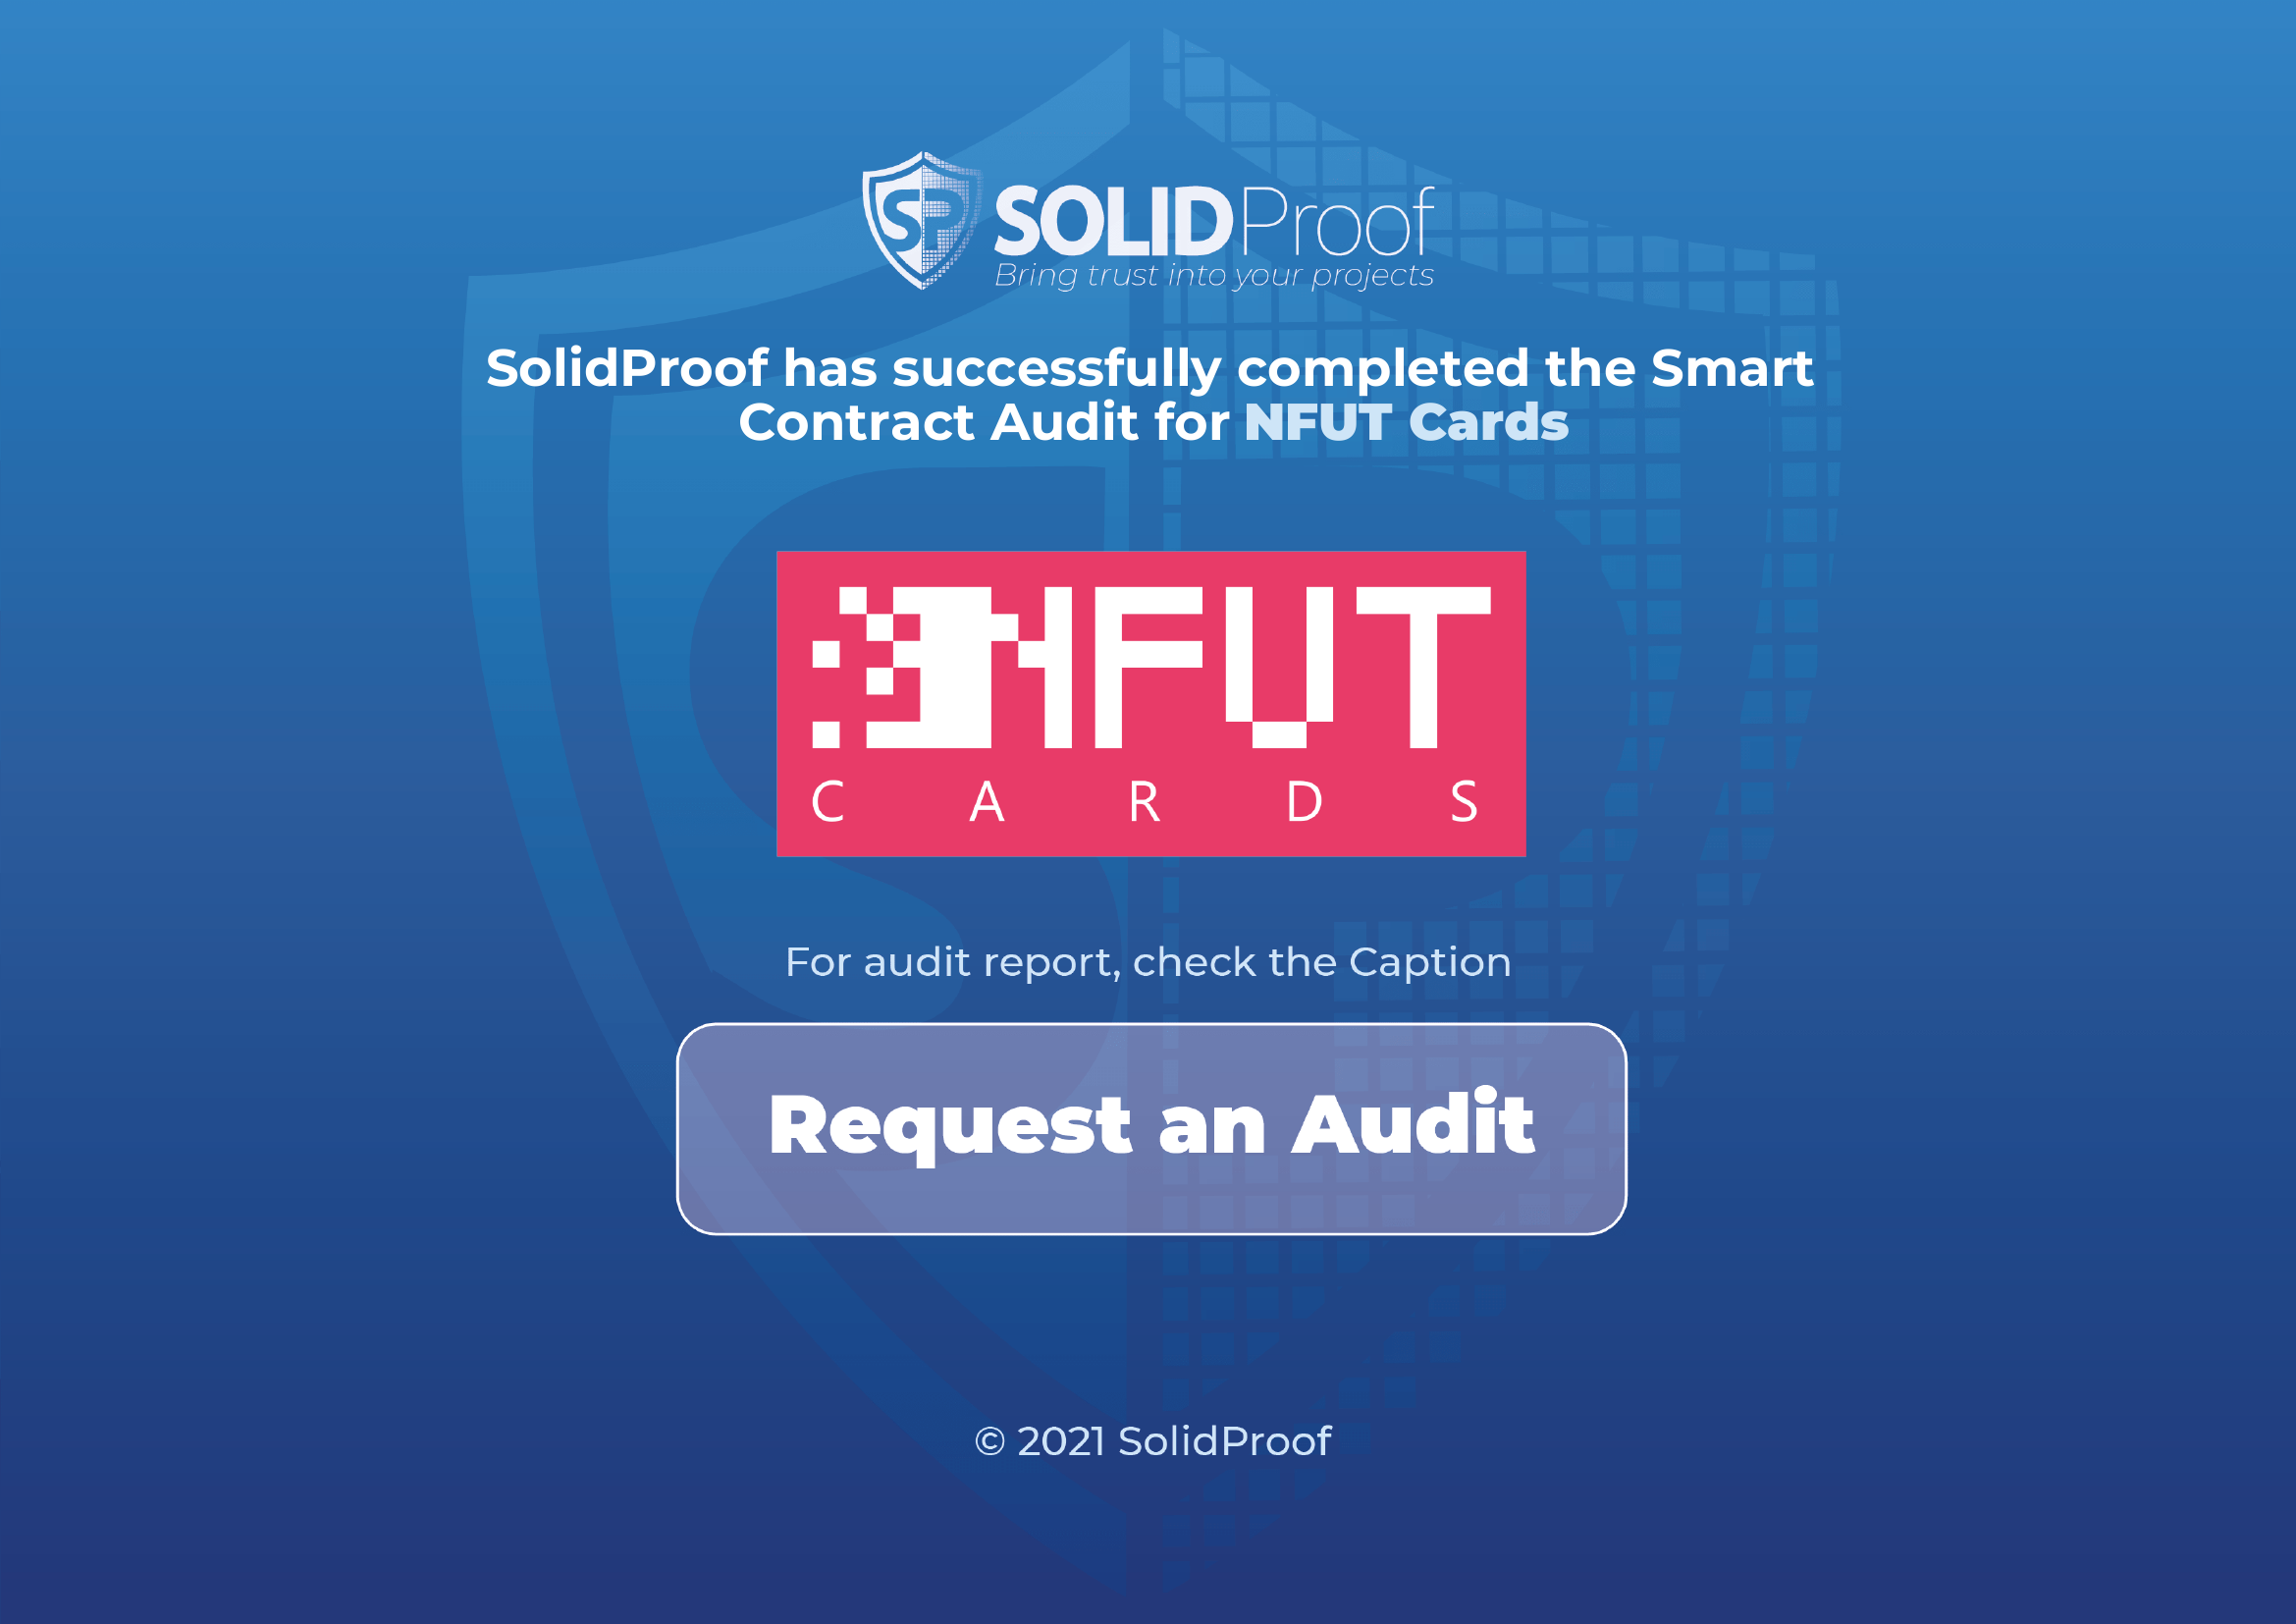 SP SOLIDProof
Bring trust into your projects
SolidProof has successfully completed the Smart
Contract Audit for NFUT Cards
NFUT
CARDS
For audit report, check the Caption
Request an Audit
© 2021 SolidProof